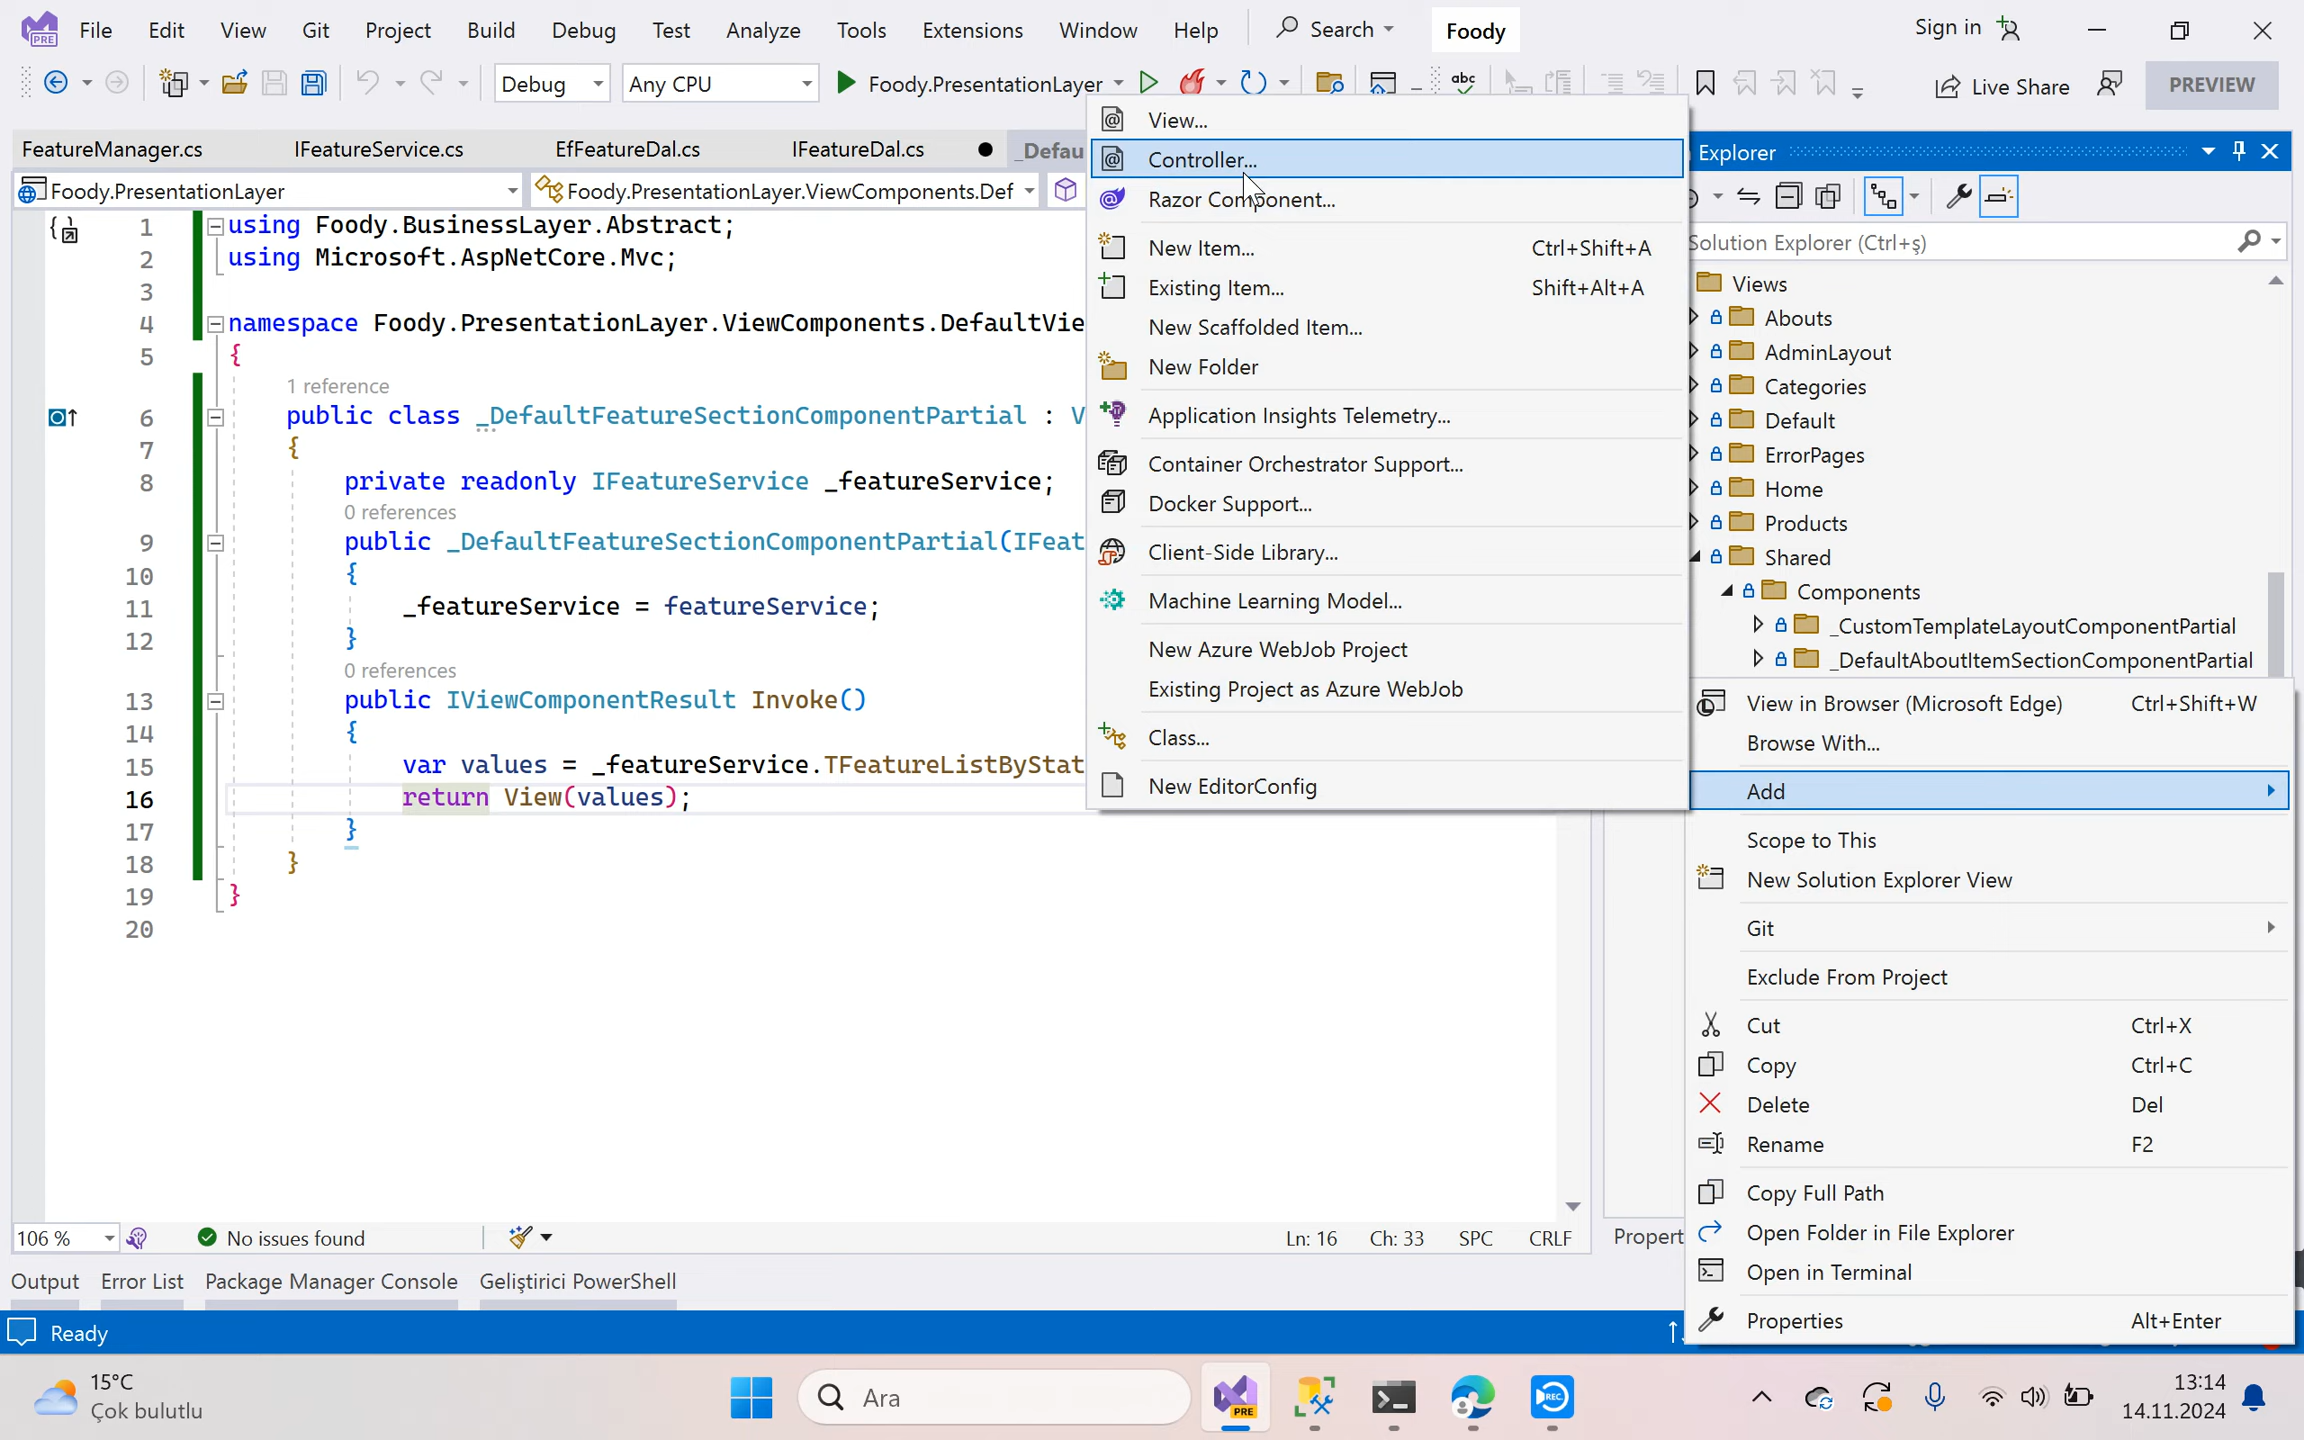 File Edit View Git Project Build Debug Test Analyze Tools Extensions Window Help Search Foody Sign in
Debug Any CPU Foody.PresentationLayer Live Share PREVIEW
FeatureManager.cs IFeatureService.cs EfFeatureDal.cs IFeatureDal.cs _Defau
Foody.PresentationLayer Foody.PresentationLayer.ViewComponents.Def
1 using Foody.BusinessLayer.Abstract;
2 using Microsoft.AspNetCore.Mvc;
3
4 namespace Foody.PresentationLayer.ViewComponents.DefaultVie
5 {
1 reference
6 public class _DefaultFeatureSectionComponentPartial : V
7 {
8 private readonly IFeatureService _featureService;
0 references
9 public _DefaultFeatureSectionComponentPartial(IFeat
10 {
11 _featureService = featureService;
12 }
0 references
13 public IViewComponentResult Invoke()
14 {
15 var values = _featureService.TFeatureListByStat
16 return View(values);
17 }
18 }
19 }
20
View...
Controller...
Razor Component...
New Item... Ctrl+Shift+A
Existing Item... Shift+Alt+A
New Scaffolded Item...
New Folder
Application Insights Telemetry...
Container Orchestrator Support...
Docker Support...
Client-Side Library...
Machine Learning Model...
New Azure WebJob Project
Existing Project as Azure WebJob
Class...
New EditorConfig
Explorer
Solution Explorer (Ctrl+ş)
Views
Abouts
AdminLayout
Categories
Default
ErrorPages
Home
Products
Shared
Components
_CustomTemplateLayoutComponentPartial
_DefaultAboutItemSectionComponentPartial
View in Browser (Microsoft Edge) Ctrl+Shift+W
Browse With...
Add
Scope to This
New Solution Explorer View
Git
Exclude From Project
Cut Ctrl+X
Copy Ctrl+C
Delete Del
Rename F2
Copy Full Path
Open Folder in File Explorer
Open in Terminal
Properties Alt+Enter
106 % No issues found Ln: 16 Ch: 33 SPC CRLF Propert
Output Error List Package Manager Console Geliştirici PowerShell
Ready
15°C
Çok bulutlu
Ara
PRE
REC
13:14
14.11.2024